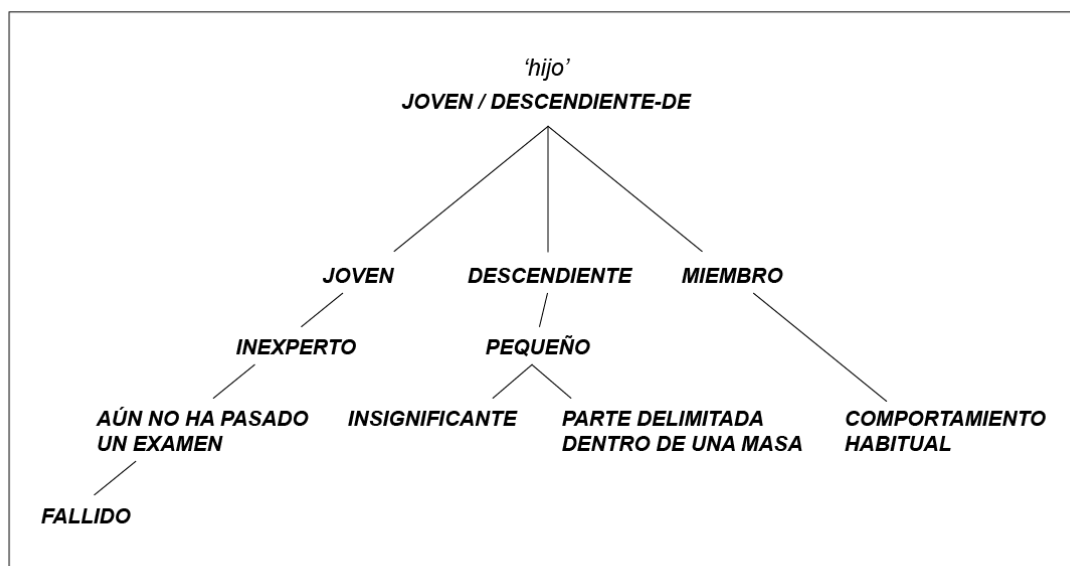 ‘hijo’
JOVEN / DESCENDIENTE-DE
JOVEN
DESCENDIENTE
MIEMBRO
INEXPERTO
PEQUEÑO
AÚN NO HA PASADO
UN EXAMEN
INSIGNIFICANTE
PARTE DELIMITADA
DENTRO DE UNA MASA
COMPORTAMIENTO
HABITUAL
FALLIDO